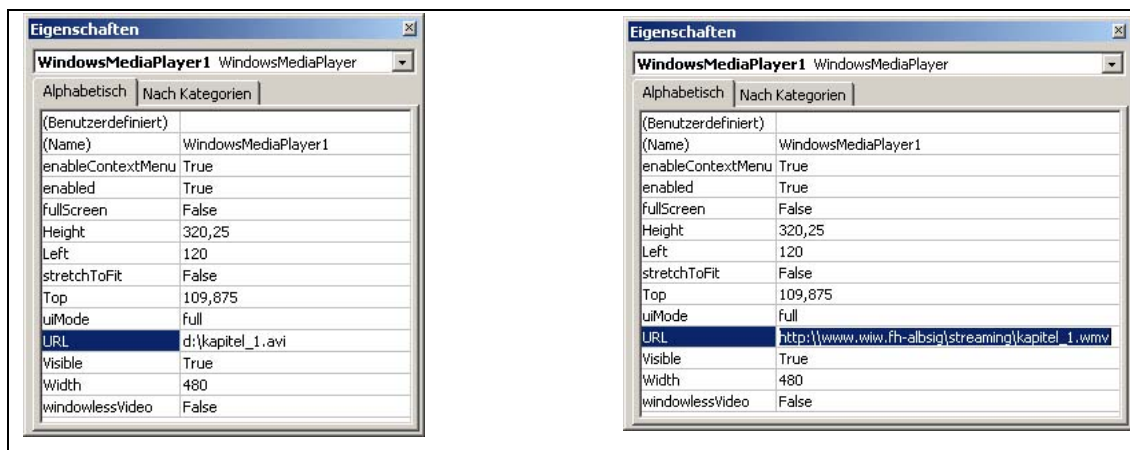 Eigenschaften
WindowsMediaPlayer1 WindowsMediaPlayer
Alphabetisch Nach Kategorien
(Benutzerdefiniert)
(Name) WindowsMediaPlayer1
enableContextMenu True
enabled True
fullScreen False
Height 320,25
Left 120
stretchToFit False
Top 109,875
uiMode full
URL d:\kapitel_1.avi
Visible True
Width 480
windowlessVideo False
Eigenschaften
WindowsMediaPlayer1 WindowsMediaPlayer
Alphabetisch Nach Kategorien
(Benutzerdefiniert)
(Name) WindowsMediaPlayer1
enableContextMenu True
enabled True
fullScreen False
Height 320,25
Left 120
stretchToFit False
Top 109,875
uiMode full
URL http:\\www.wiw.fh-albsig\streaming\kapitel_1.wmv
Visible True
Width 480
windowlessVideo False